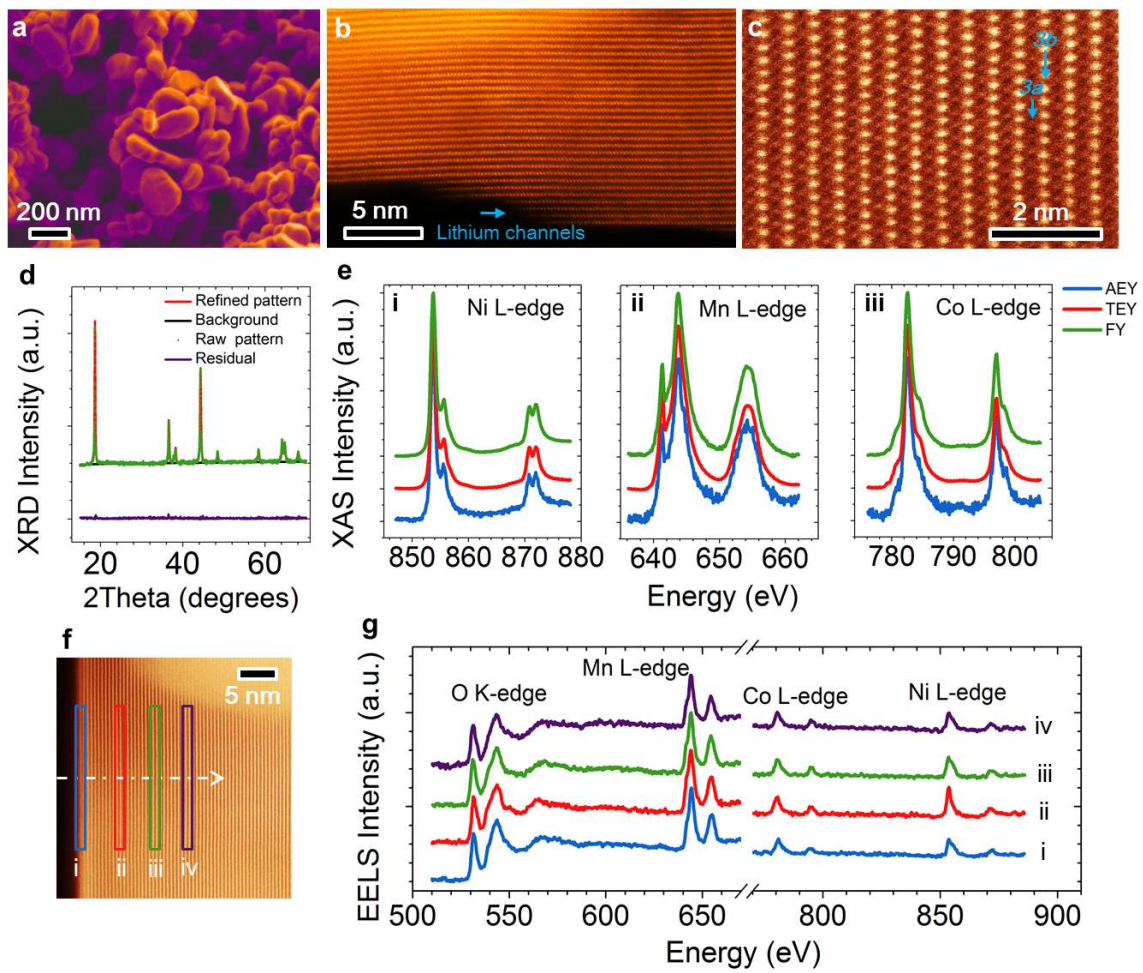 a
200 nm
b
5 nm
Lithium channels
c
3b
3a
2 nm
d
XRD Intensity (a.u.)
Refined pattern
Background
Raw pattern
Residual
20 40 60
2Theta (degrees)
e
XAS Intensity (a.u.)
i
Ni L-edge
850 860 870 880
ii
Mn L-edge
640 650 660
iii
Co L-edge
780 790 800
Energy (eV)
AEY
TEY
FY
f
5 nm
i ii iii iv
g
EELS Intensity (a.u.)
O K-edge
Mn L-edge
Co L-edge
Ni L-edge
iv
iii
ii
i
500 550 600 650 800 850 900
Energy (eV)